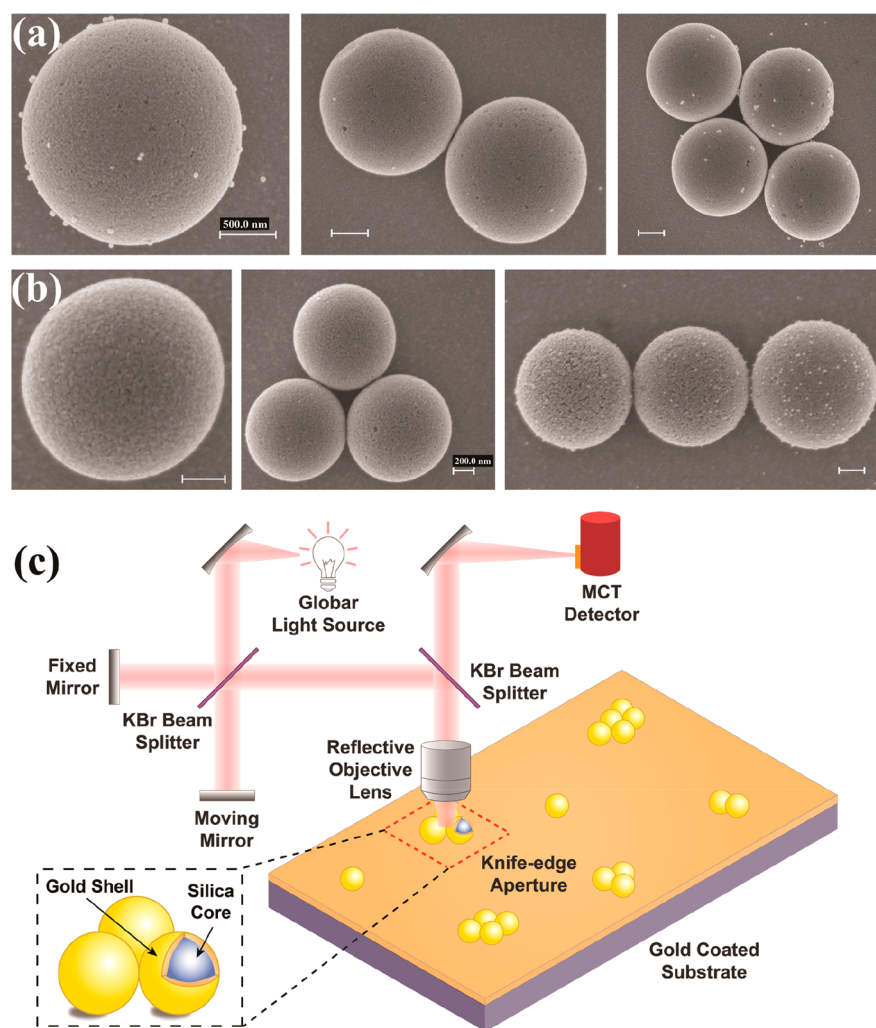 (a)
500.0 nm
(b)
200.0 nm
(c)
Globar
Light Source
MCT
Detector
Fixed
Mirror
KBr Beam
Splitter
KBr Beam
Splitter
Reflective
Objective
Lens
Moving
Mirror
Knife-edge
Aperture
Gold Shell
Silica
Core
Gold Coated
Substrate